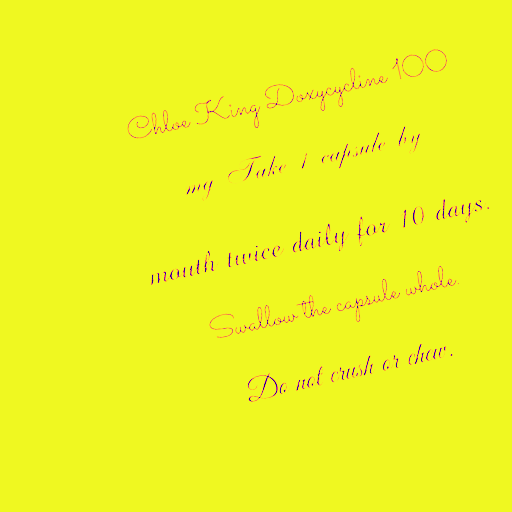 Chloe King Doxycycline 100
mg Take 1 capsule by
mouth twice daily for 10 days.
Swallow the capsule whole.
Do not crush or chew.